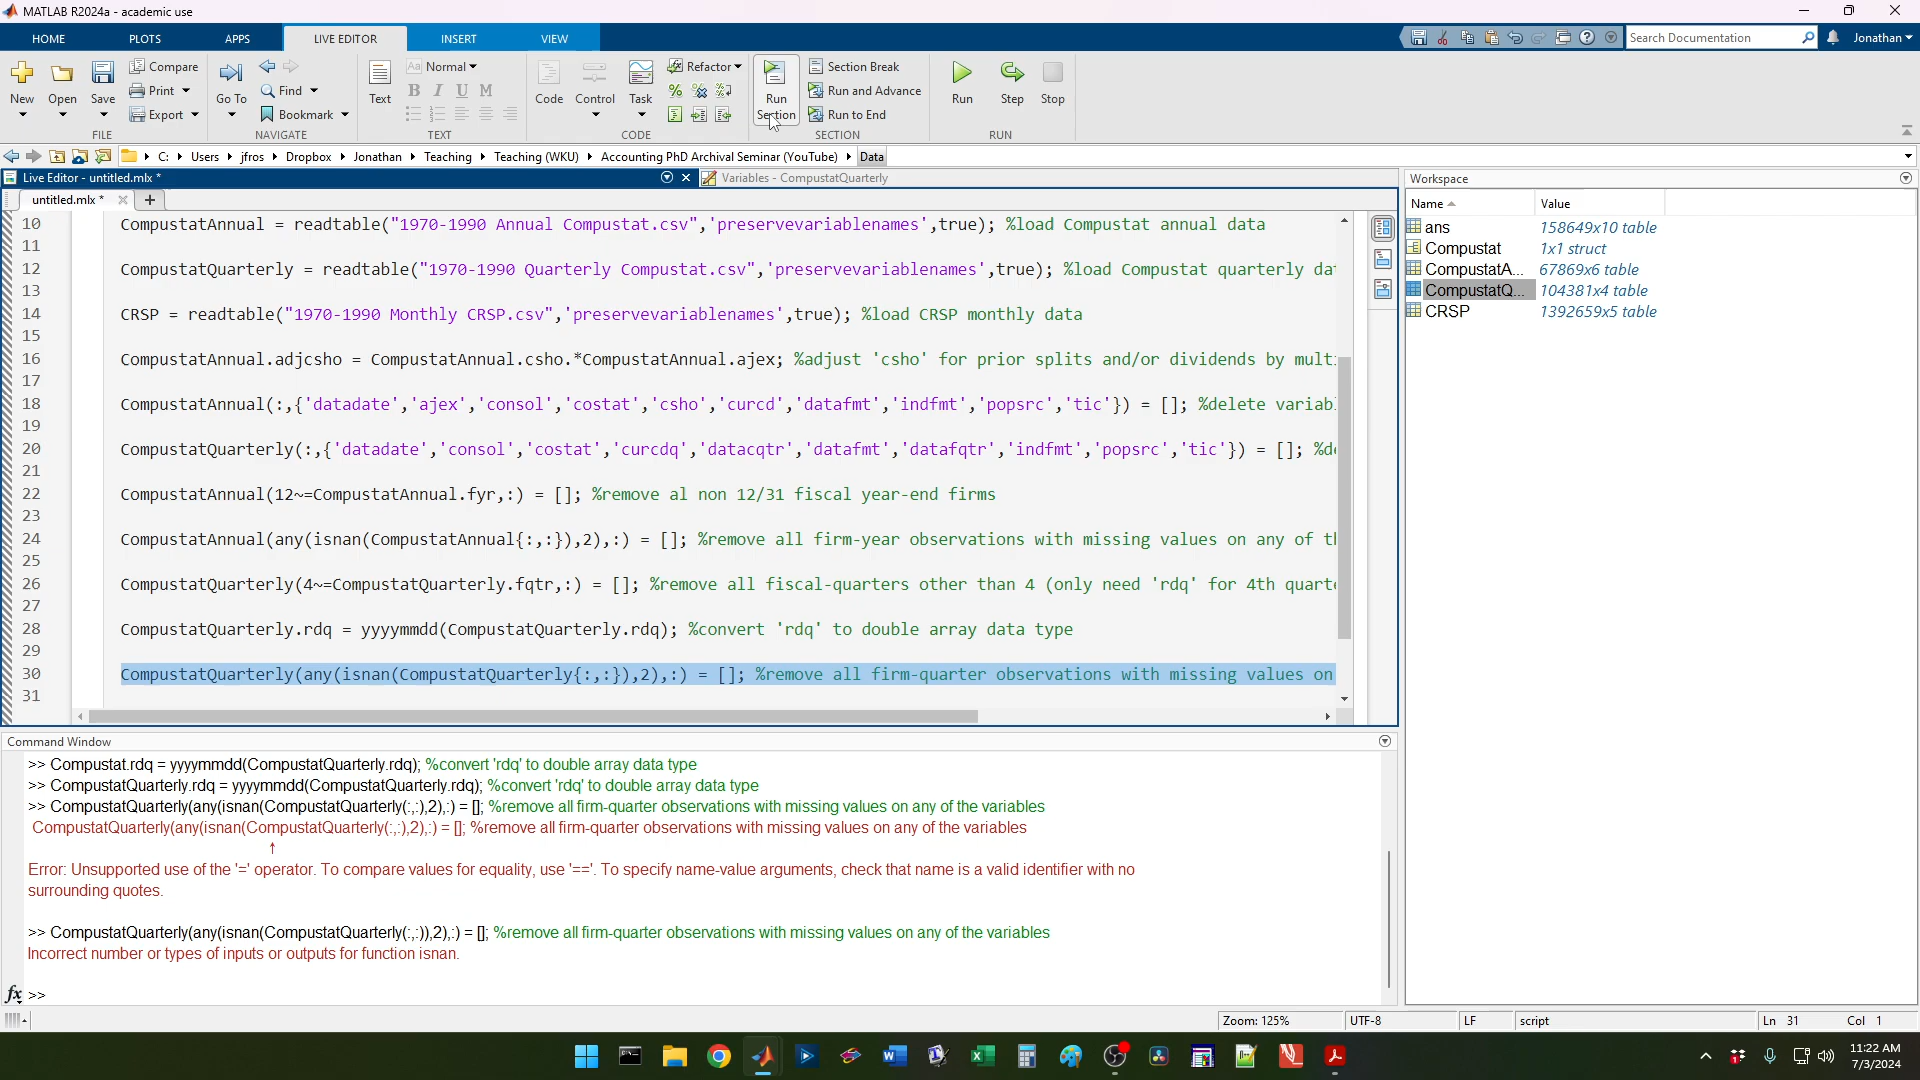 MATLAB R2024a - academic use
HOME PLOTS APPS LIVE EDITOR INSERT VIEW Search Documentation Jonathan
New Open Save Compare Print Export Go To Find Bookmark Text Normal B I U M Code Control Task Refactor Run Section Section Break Run and Advance Run to End Run Step Stop
FILE NAVIGATE TEXT CODE SECTION RUN
C: Users jfros Dropbox Jonathan Teaching Teaching (WKU) Accounting PhD Archival Seminar (YouTube) Data
Live Editor - untitled.mlx * Variables - CompustatQuarterly
untitled.mlx *
10 CompustatAnnual = readtable("1970-1990 Annual Compustat.csv",'preservevariablenames',true); %load Compustat annual data
11
12 CompustatQuarterly = readtable("1970-1990 Quarterly Compustat.csv",'preservevariablenames',true); %load Compustat quarterly dat
13
14 CRSP = readtable("1970-1990 Monthly CRSP.csv",'preservevariablenames',true); %load CRSP monthly data
15
16 CompustatAnnual.adjcsho = CompustatAnnual.csho.*CompustatAnnual.ajex; %adjust 'csho' for prior splits and/or dividends by mult
17
18 CompustatAnnual(:,{'datadate','ajex','consol','costat','csho','curcd','datafmt','indfmt','popsrc','tic'}) = []; %delete variab
19
20 CompustatQuarterly(:,{'datadate','consol','costat','curcdq','datacqtr','datafmt','datafqtr','indfmt','popsrc','tic'}) = []; %de
21
22 CompustatAnnual(12~=CompustatAnnual.fyr,:) = []; %remove al non 12/31 fiscal year-end firms
23
24 CompustatAnnual(any(isnan(CompustatAnnual{:,:}),2),:) = []; %remove all firm-year observations with missing values on any of th
25
26 CompustatQuarterly(4~=CompustatQuarterly.fqtr,:) = []; %remove all fiscal-quarters other than 4 (only need 'rdq' for 4th quarte
27
28 CompustatQuarterly.rdq = yyyymmdd(CompustatQuarterly.rdq); %convert 'rdq' to double array data type
29
30 CompustatQuarterly(any(isnan(CompustatQuarterly{:,:}),2),:) = []; %remove all firm-quarter observations with missing values on
31
Workspace
Name Value
ans 158649x10 table
Compustat 1x1 struct
CompustatA... 67869x6 table
CompustatQ... 104381x4 table
CRSP 1392659x5 table
Command Window
>> Compustat.rdq = yyyymmdd(CompustatQuarterly.rdq); %convert 'rdq' to double array data type
>> CompustatQuarterly.rdq = yyyymmdd(CompustatQuarterly.rdq); %convert 'rdq' to double array data type
>> CompustatQuarterly(any(isnan(CompustatQuarterly(:,:),2),:) = []; %remove all firm-quarter observations with missing values on any of the variables
CompustatQuarterly(any(isnan(CompustatQuarterly(:,:),2),:) = []; %remove all firm-quarter observations with missing values on any of the variables
↑
Error: Unsupported use of the '=' operator. To compare values for equality, use '=='. To specify name-value arguments, check that name is a valid identifier with no
surrounding quotes.
>> CompustatQuarterly(any(isnan(CompustatQuarterly(:,:)),2),:) = []; %remove all firm-quarter observations with missing values on any of the variables
Incorrect number or types of inputs or outputs for function isnan.
fx >>
Zoom: 125% UTF-8 LF script Ln 31 Col 1
11:22 AM
7/3/2024